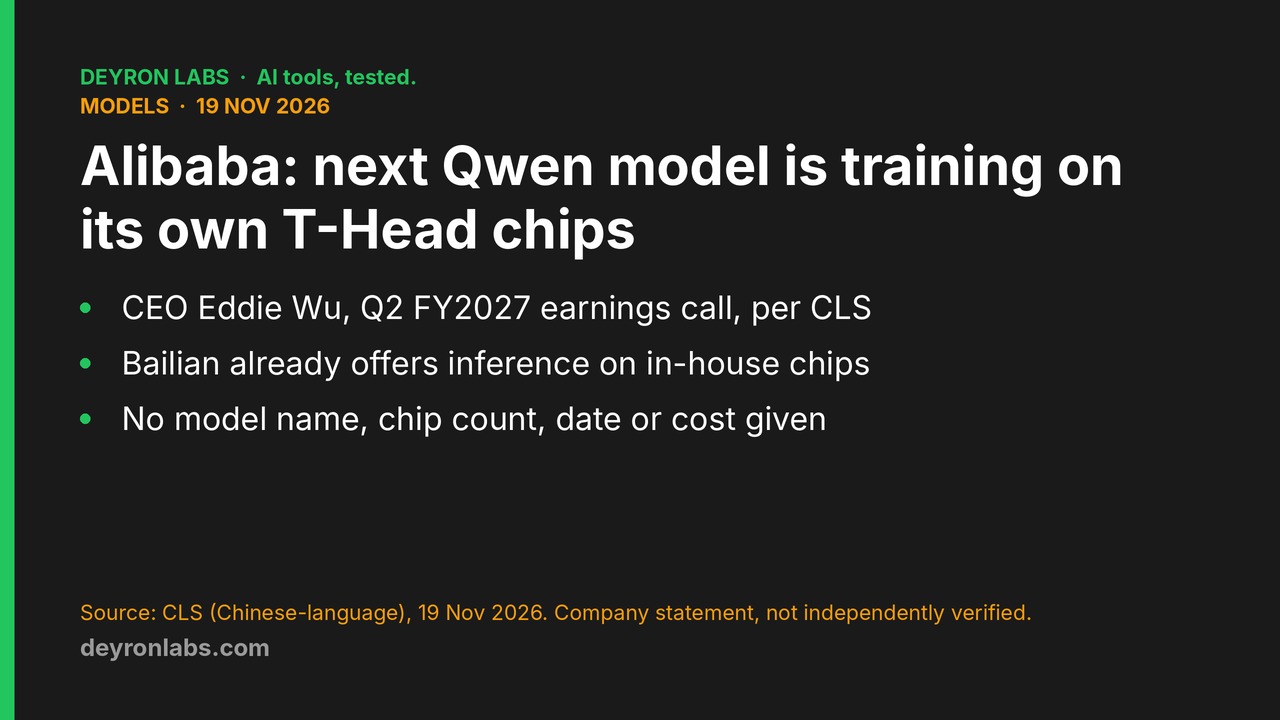 DEYRON LABS · AI tools, tested.
MODELS · 19 NOV 2026
Alibaba: next Qwen model is training on
its own T-Head chips
• CEO Eddie Wu, Q2 FY2027 earnings call, per CLS
• Bailian already offers inference on in-house chips
• No model name, chip count, date or cost given
Source: CLS (Chinese-language), 19 Nov 2026. Company statement, not independently verified.
deyronlabs.com